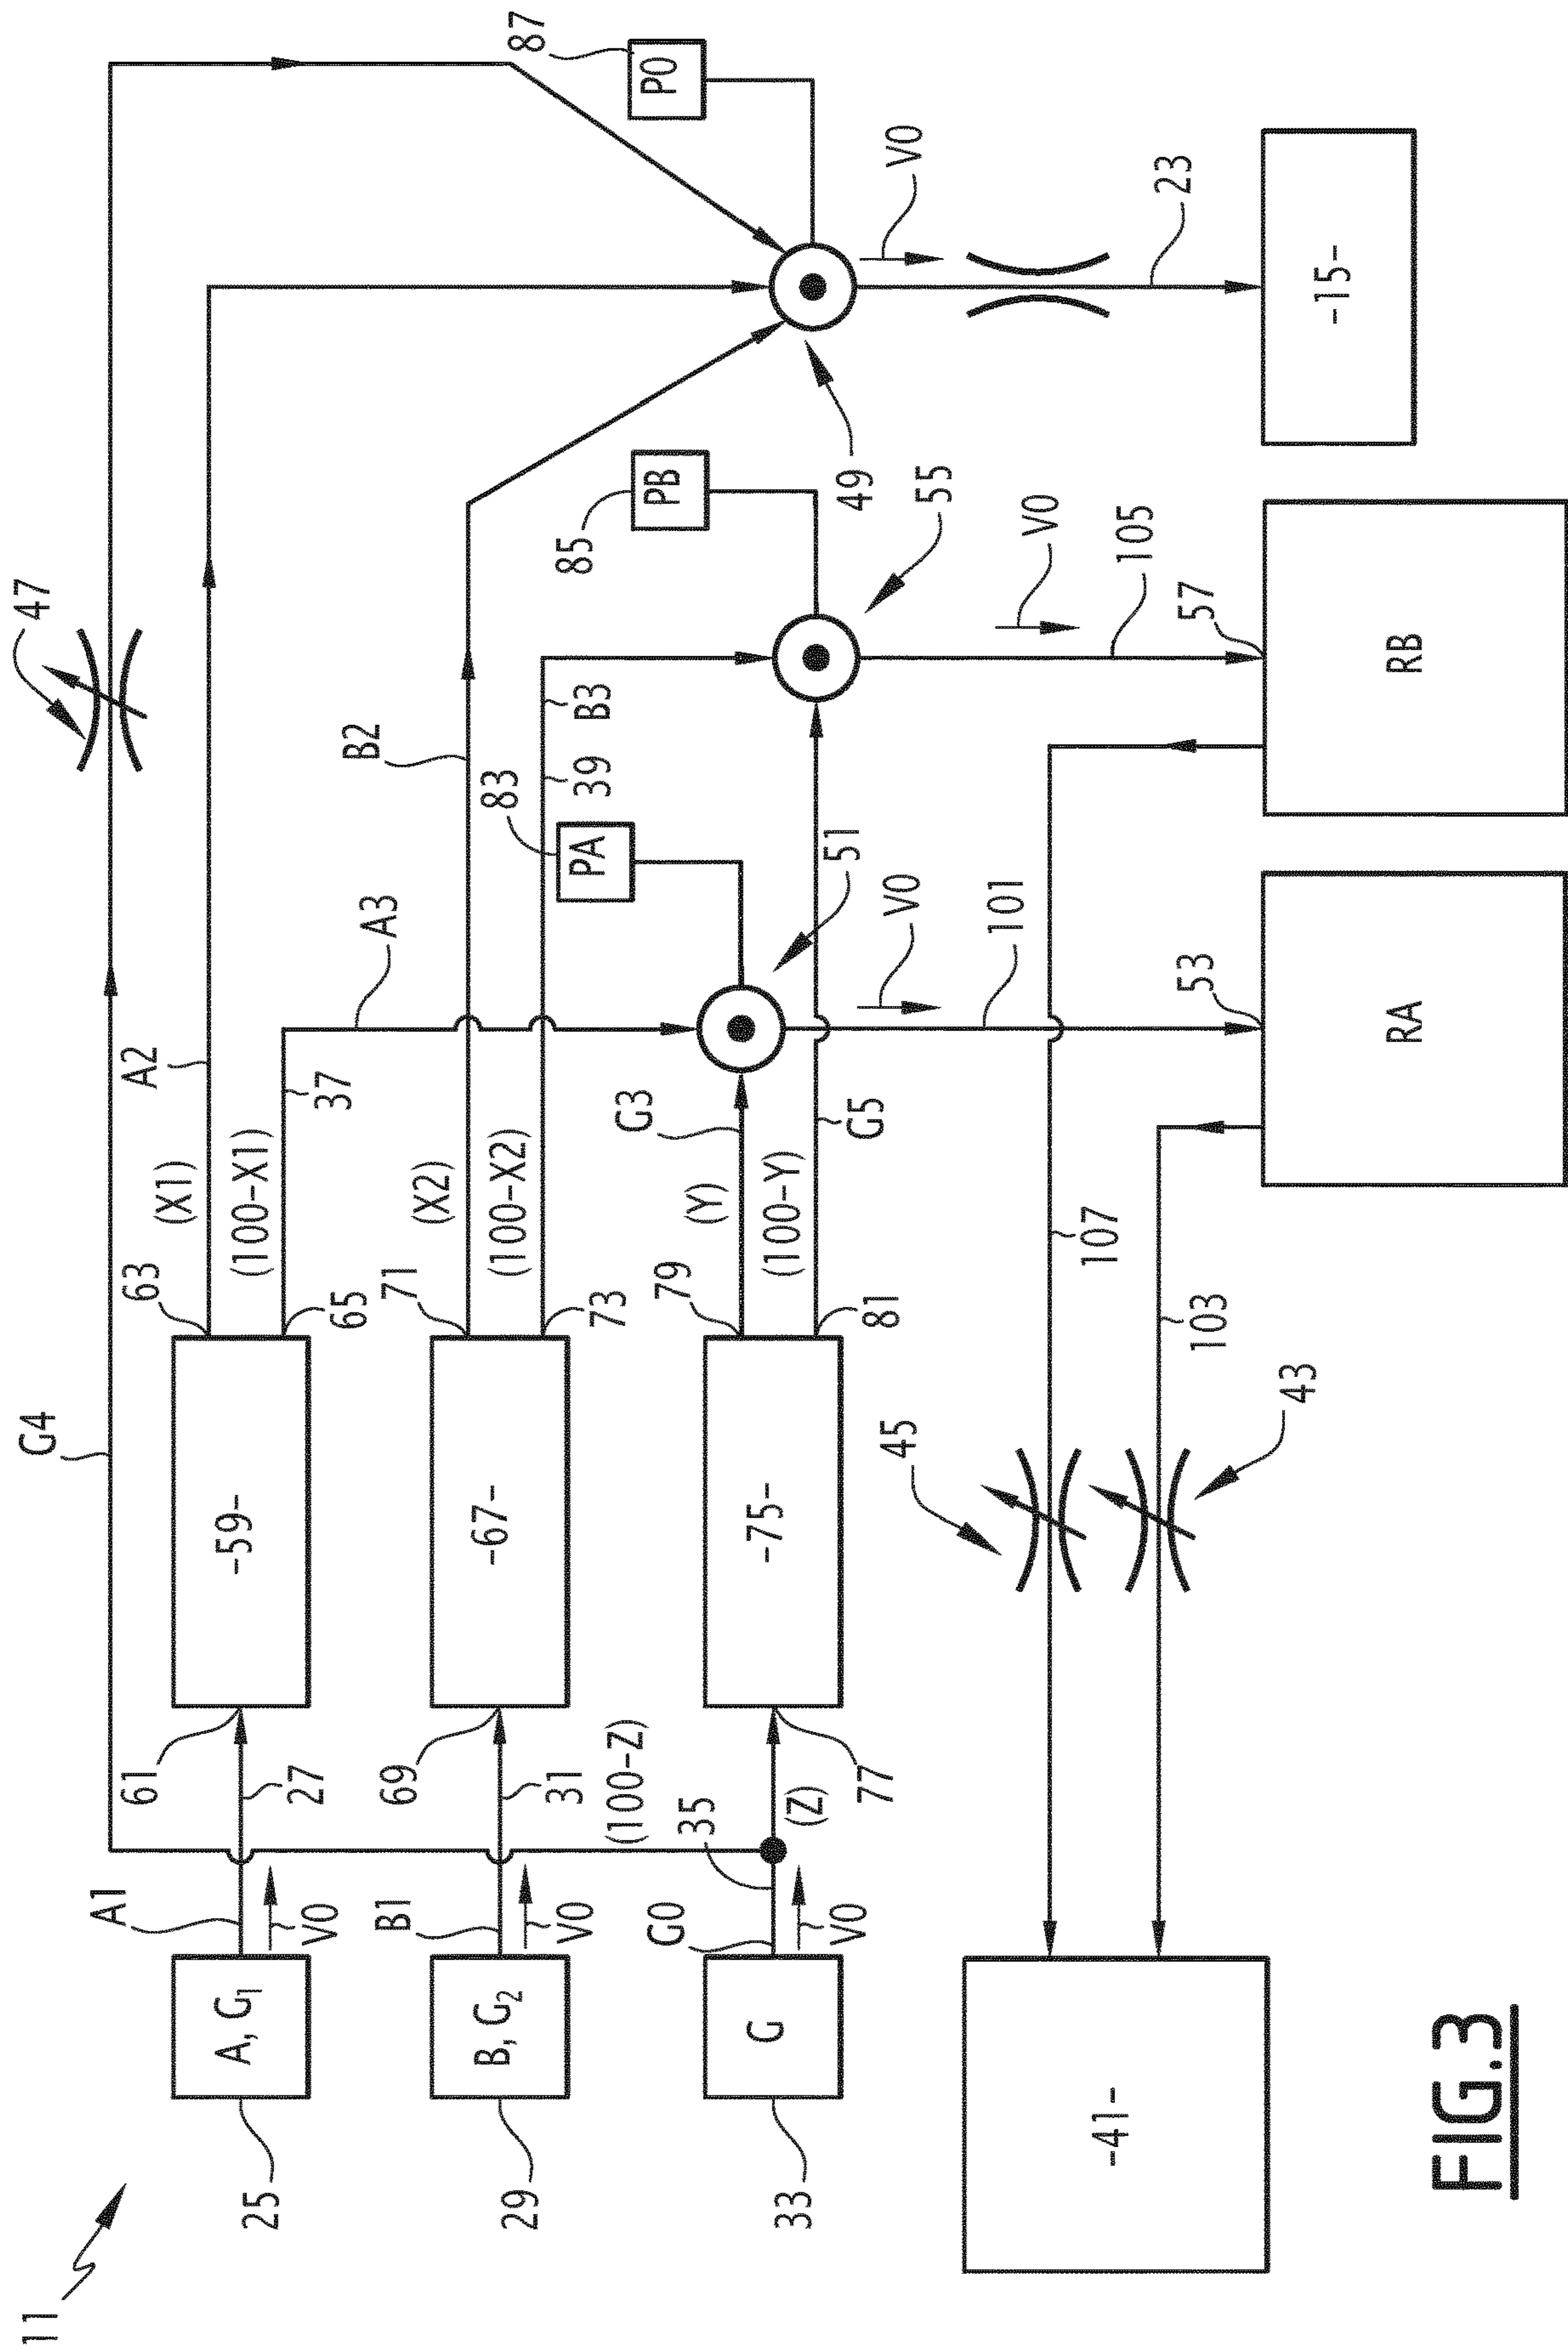 11
25
A, G1
A1
V0
61
27
-59-
63
65
(X1)
(100-X1)
A2
37
A3
G4
47
29
B, G2
B1
V0
69
31
-67-
71
73
(X2)
(100-X2)
B2
39
B3
33
G
G0
V0
35
(100-Z)
(Z)
77
-75-
79
81
(Y)
(100-Y)
G3
G5
83
PA
51
85
PB
55
87
P0
49
V0
101
53
RA
V0
105
57
RB
V0
23
-15-
107
103
45
43
-41-
FIG.3